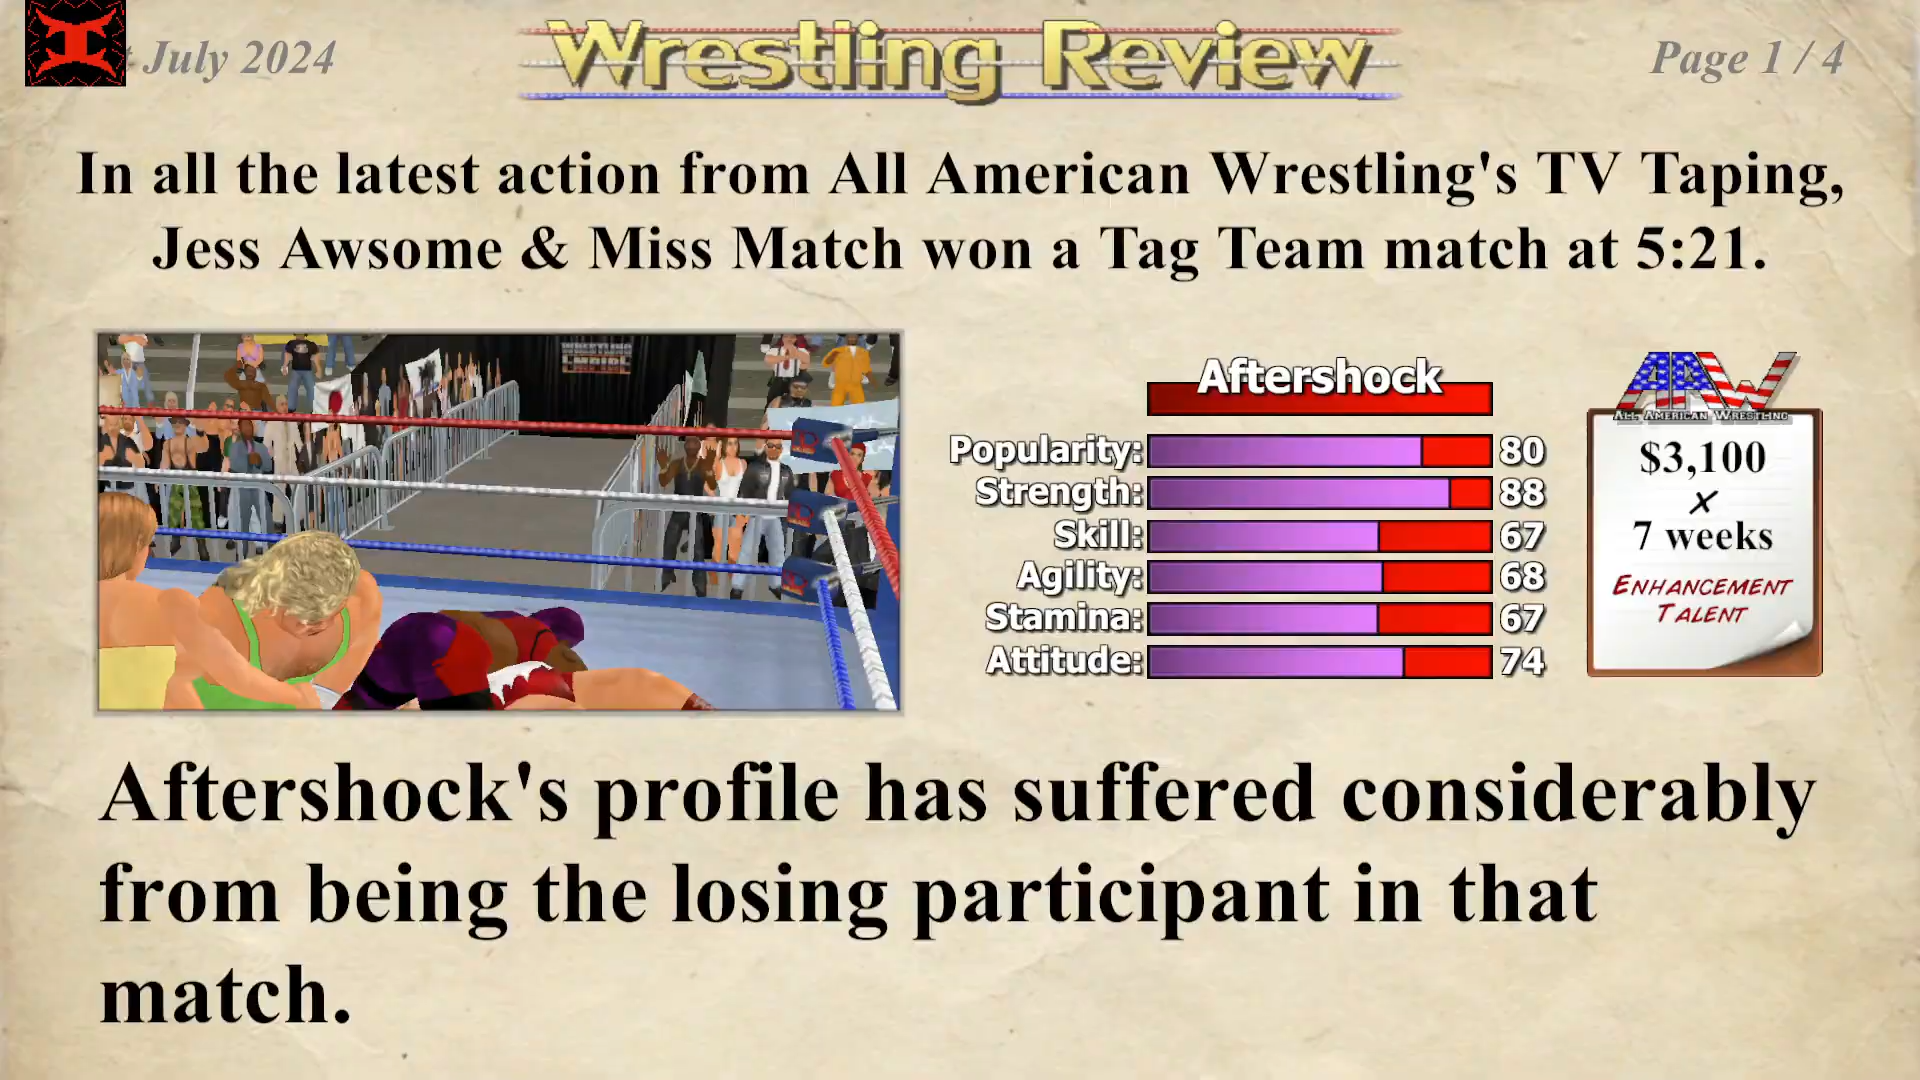 July 2024
Wrestling Review
Page 1 / 4
In all the latest action from All American Wrestling's TV Taping,
Jess Awsome & Miss Match won a Tag Team match at 5:21.
WRESTLING
EMPIRE
Aftershock
Popularity: 80
Strength: 88
Skill: 67
Agility: 68
Stamina: 67
Attitude: 74
AAW
ALL AMERICAN WRESTLING
$3,100
x
7 weeks
ENHANCEMENT
TALENT
Aftershock's profile has suffered considerably
from being the losing participant in that
match.